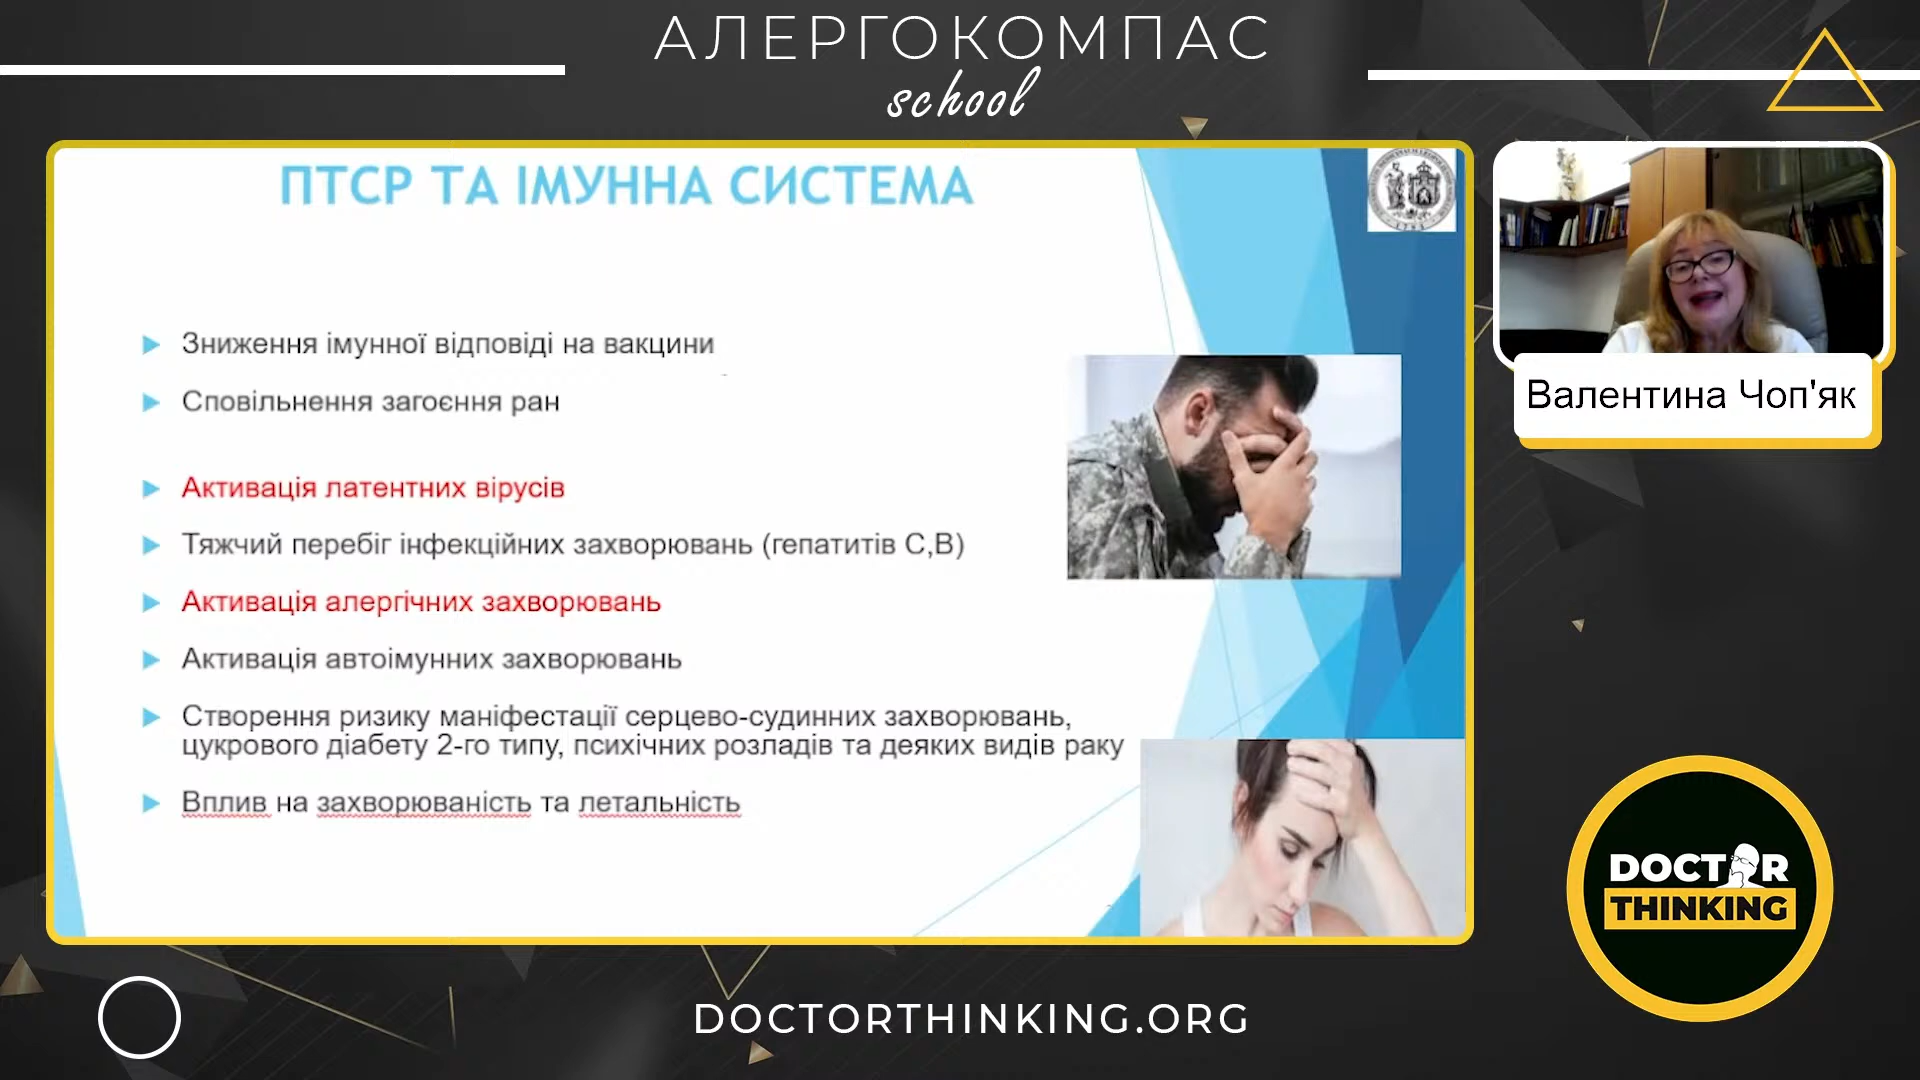 АЛЕРГОКОМПАС
school
ПТСР ТА ІМУННА СИСТЕМА
Зниження імунної відповіді на вакцини
Сповільнення загоєння ран
Активація латентних вірусів
Тяжчий перебіг інфекційних захворювань (гепатитів С,В)
Активація алергічних захворювань
Активація автоімунних захворювань
Створення ризику маніфестації серцево-судинних захворювань,
цукрового діабету 2-го типу, психічних розладів та деяких видів раку
Вплив на захворюваність та летальність
Валентина Чоп'як
DOCTOR
THINKING
DOCTORTHINKING.ORG